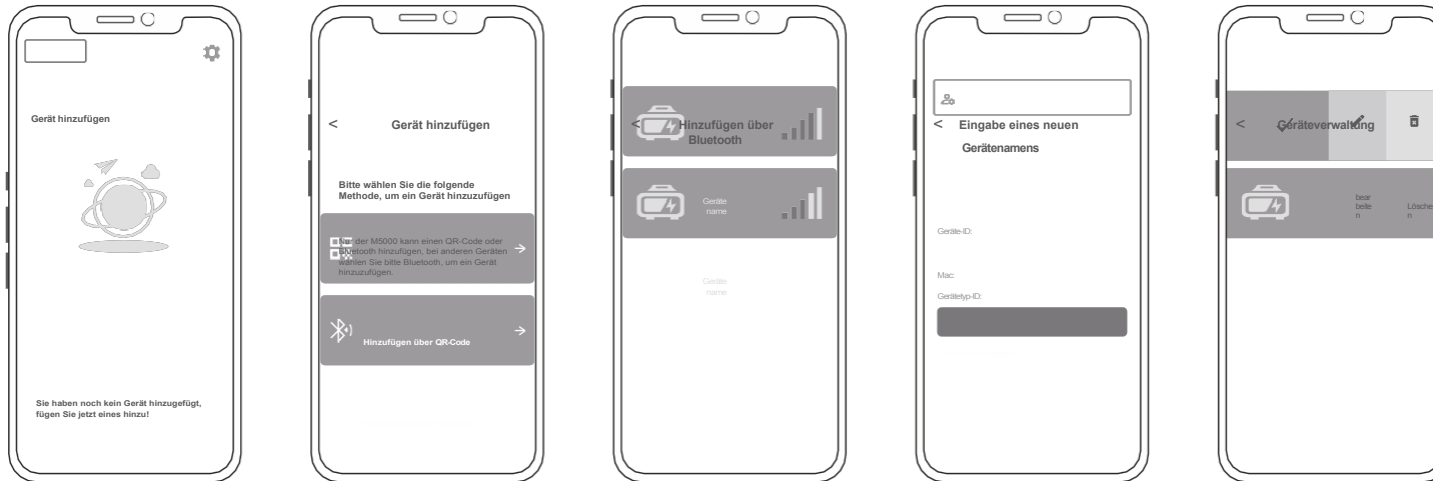 Gerät hinzufügen
Sie haben noch kein Gerät hinzugefügt,
fügen Sie jetzt eines hinzu!
< Gerät hinzufügen
Bitte wählen Sie die folgende
Methode, um ein Gerät hinzuzufügen
der M5000 kann einen QR-Code oder
Bluetooth hinzufügen, bei anderen Geräten
wählen Sie bitte Bluetooth, um ein Gerät
hinzuzufügen.
Hinzufügen über QR-Code
< Hinzufügen über
Bluetooth
Geräte
name
Geräte
name
< Eingabe eines neuen
Gerätenamens
Geräte-ID:
Mac:
Gerätetyp-ID:
< Geräteverwaltung
bear
beite
n
Lösche
n